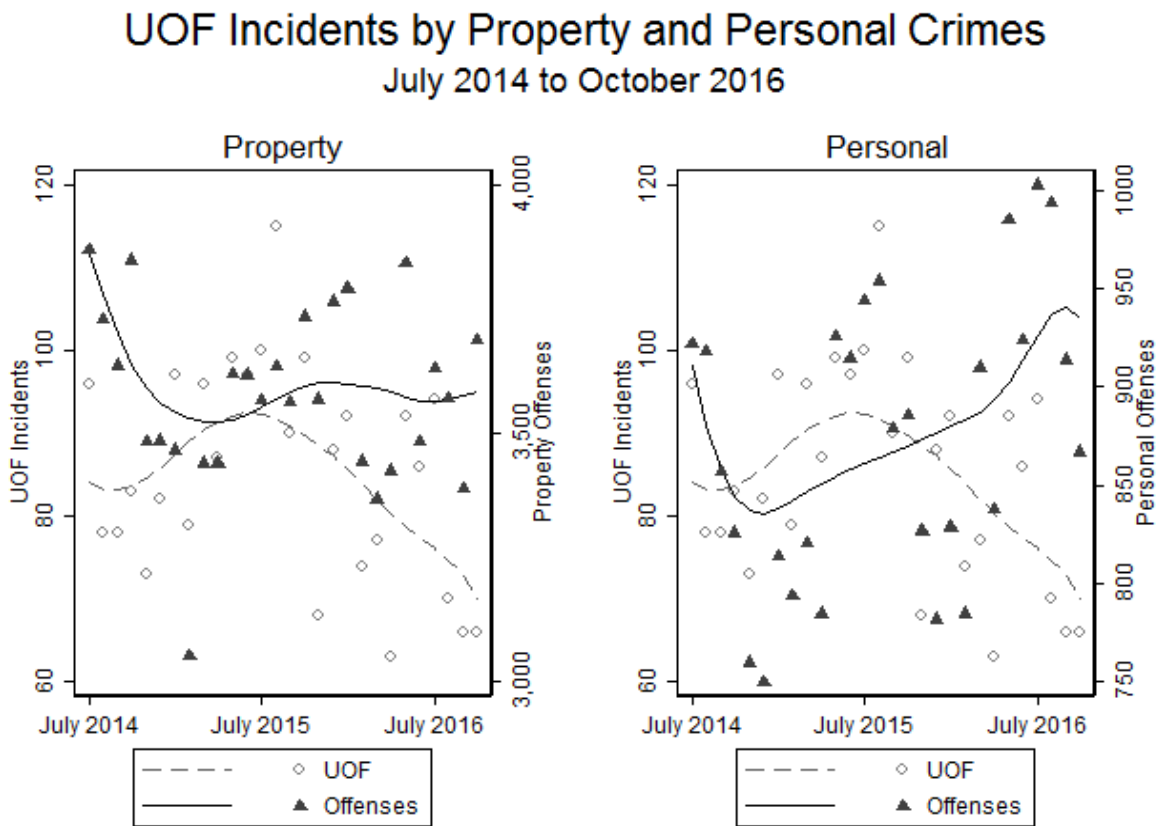 UOF Incidents by Property and Personal Crimes
July 2014 to October 2016
Property
120
100
80
60
UOF Incidents
4,000
3,500
3,000
Property Offenses
July 2014
July 2015
July 2016
UOF
Offenses
Personal
120
100
80
60
UOF Incidents
1000
950
900
850
800
750
Personal Offenses
July 2014
July 2015
July 2016
UOF
Offenses